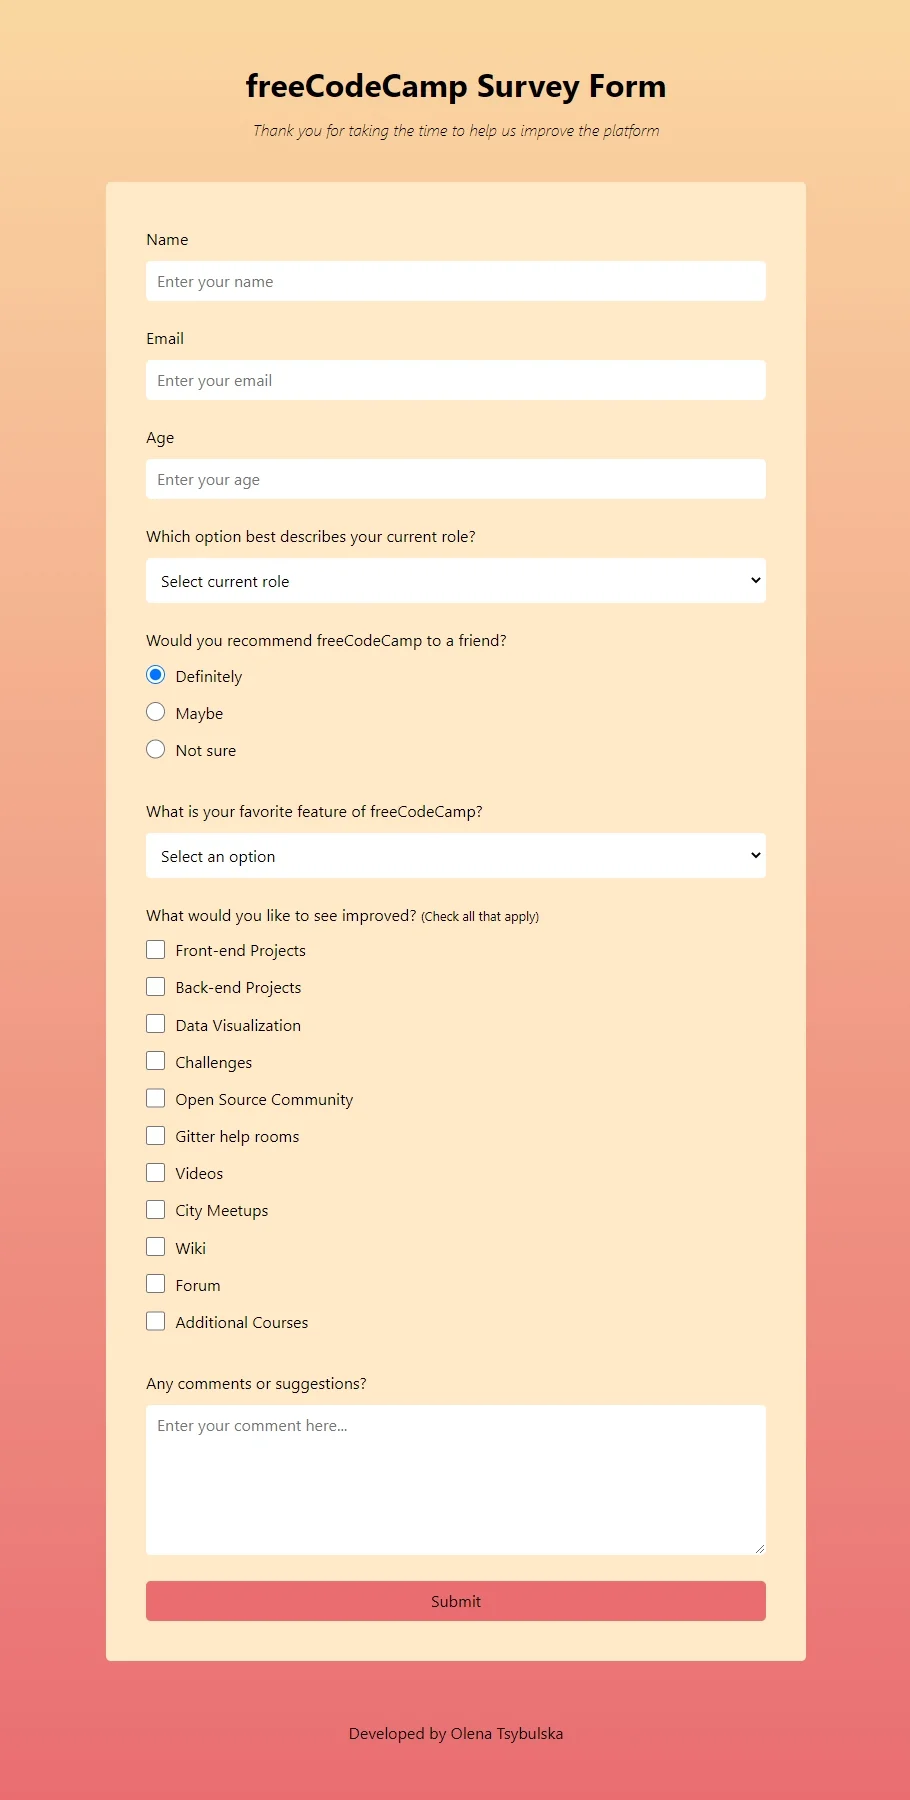 freeCodeCamp Survey Form
Thank you for taking the time to help us improve the platform
Name
Enter your name
Email
Enter your email
Age
Enter your age
Which option best describes your current role?
Select current role
Would you recommend freeCodeCamp to a friend?
Definitely
Maybe
Not sure
What is your favorite feature of freeCodeCamp?
Select an option
What would you like to see improved? (Check all that apply)
Front-end Projects
Back-end Projects
Data Visualization
Challenges
Open Source Community
Gitter help rooms
Videos
City Meetups
Wiki
Forum
Additional Courses
Any comments or suggestions?
Enter your comment here...
Submit
Developed by Olena Tsybulska